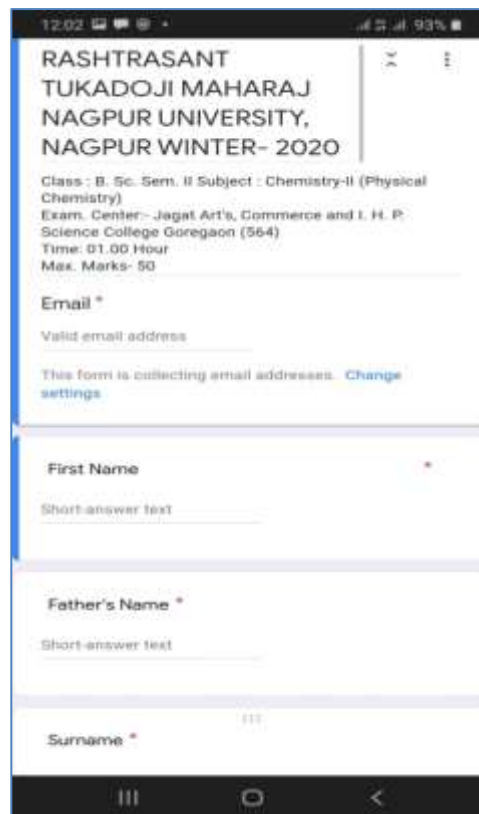 12:02
93%
RASHTRASANT
TUKADOJI MAHARAJ
NAGPUR UNIVERSITY,
NAGPUR WINTER- 2020
Class : B. Sc. Sem. II Subject : Chemistry-II (Physical
Chemistry)
Exam. Center:- Jagat Art's, Commerce and I. H. P.
Science College Goregaon (564)
Time: 01.00 Hour
Max. Marks- 50
Email *
Valid email address
This form is collecting email addresses. Change
settings
First Name *
Short-answer text
Father's Name *
Short-answer text
Surname *